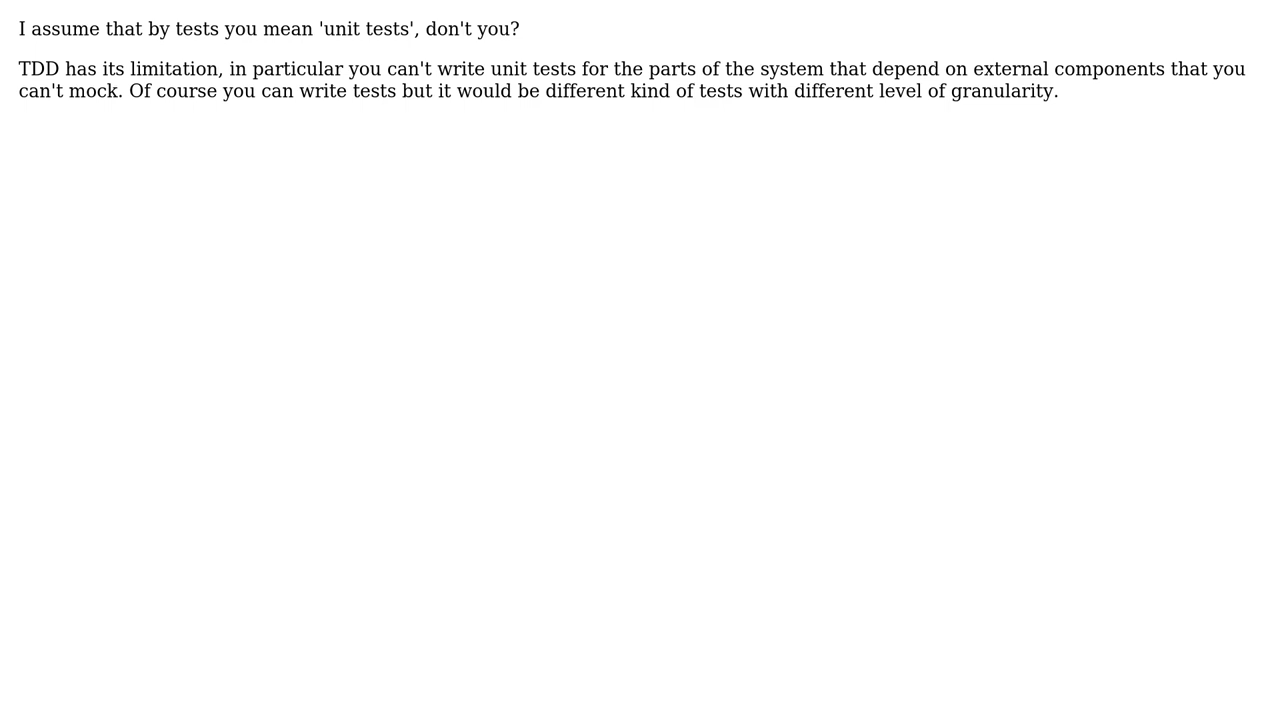 I assume that by tests you mean 'unit tests', don't you?
TDD has its limitation, in particular you can't write unit tests for the parts of the system that depend on external components that you
can't mock. Of course you can write tests but it would be different kind of tests with different level of granularity.